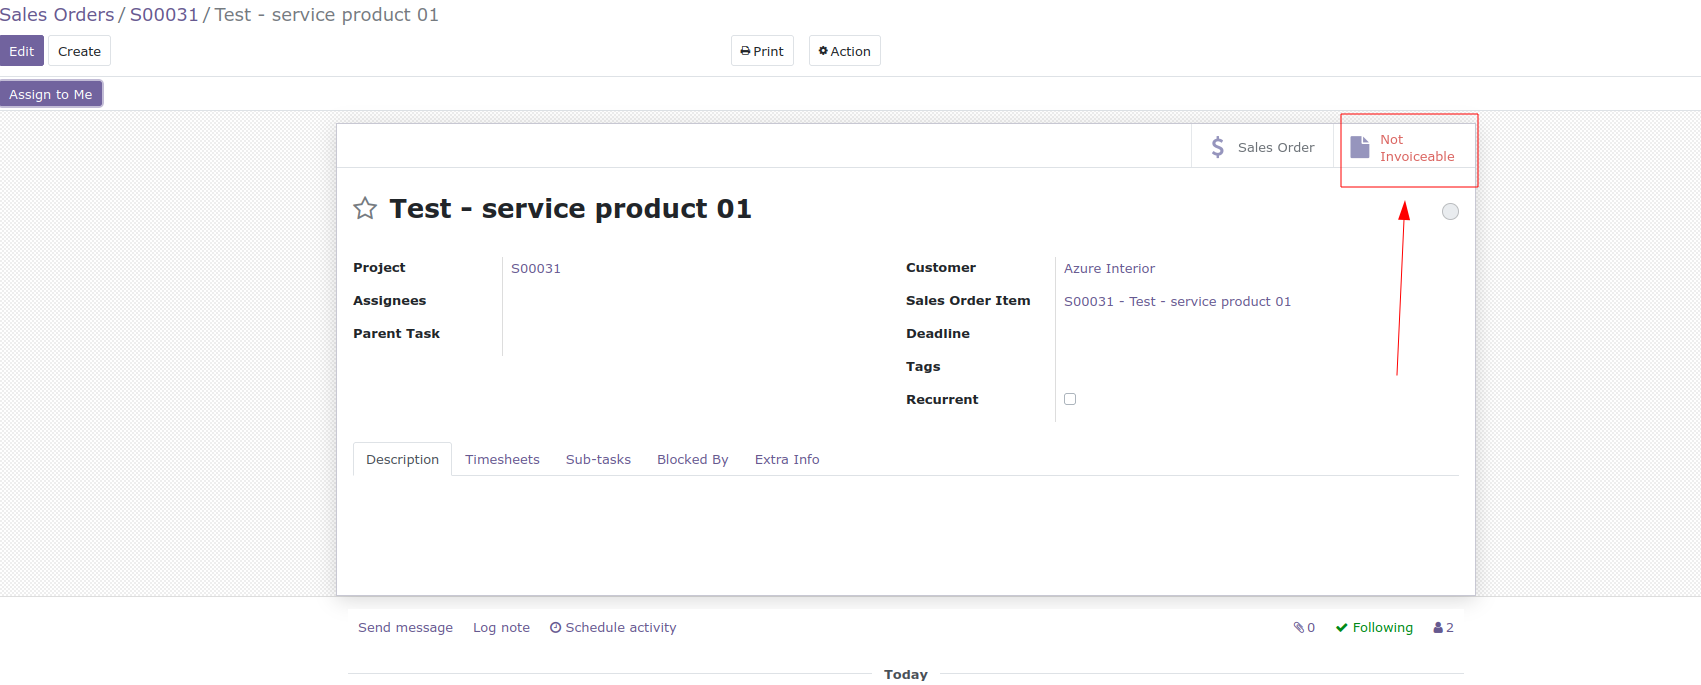 Sales Orders / S00031 / Test - service product 01
Edit Create Print Action
Assign to Me
Sales Order
Not
Invoiceable
Test - service product 01
Project S00031
Assignees
Parent Task
Customer Azure Interior
Sales Order Item S00031 - Test - service product 01
Deadline
Tags
Recurrent
Description Timesheets Sub-tasks Blocked By Extra Info
Send message Log note Schedule activity 0 Following 2
Today